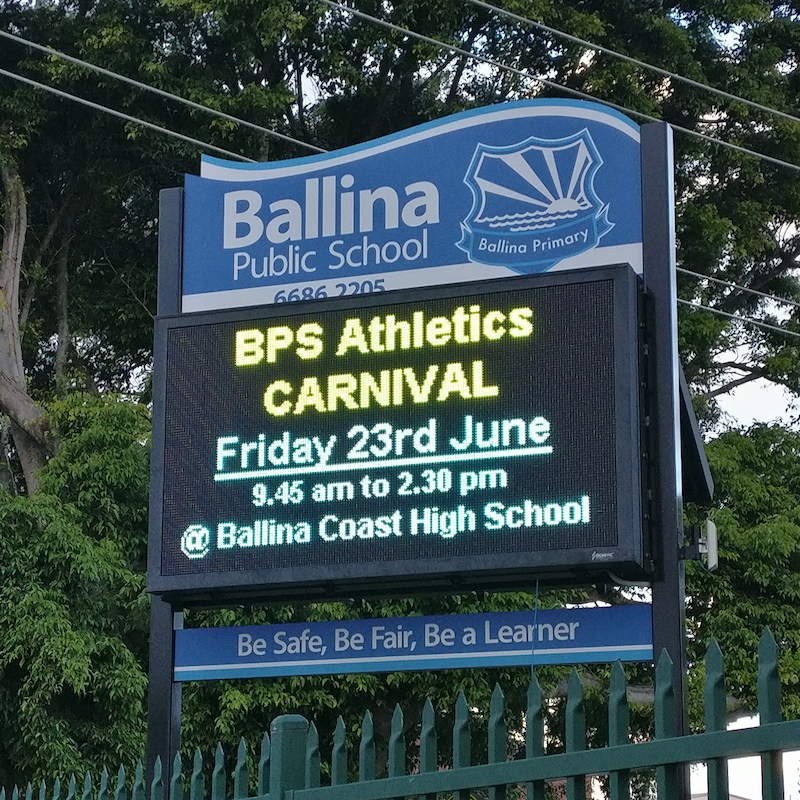 Ballina
Public School
Ballina Primary
6686 2205
BPS Athletics
CARNIVAL
Friday 23rd June
9.45 am to 2.30 pm
@ Ballina Coast High School
Be Safe, Be Fair, Be a Learner